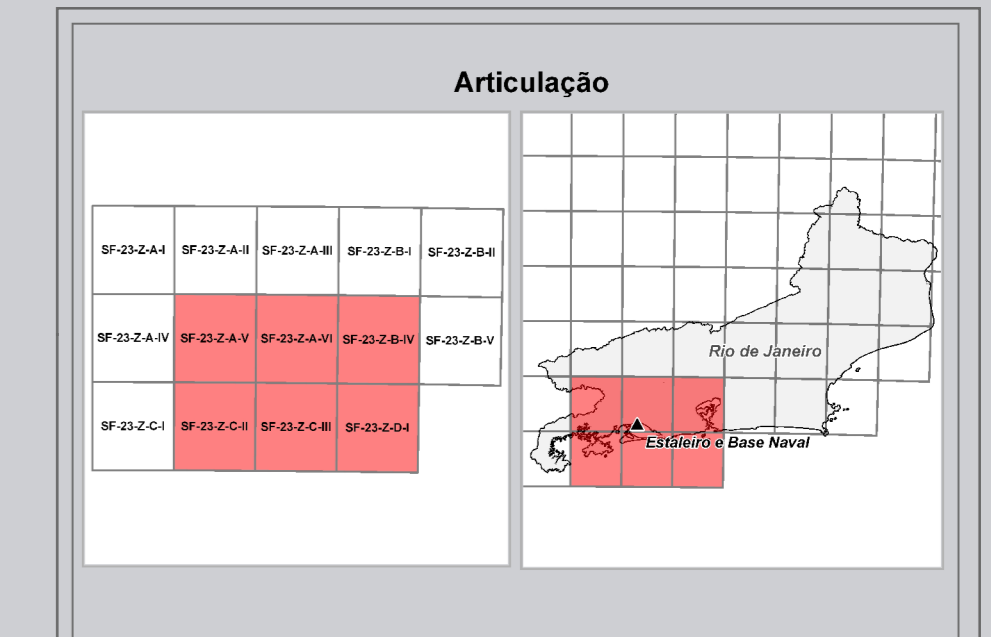 Articulação
SF-23-Z-A-I
SF-23-Z-A-II
SF-23-Z-A-III
SF-23-Z-B-I
SF-23-Z-B-II
SF-23-Z-A-IV
SF-23-Z-A-V
SF-23-Z-A-VI
SF-23-Z-B-IV
SF-23-Z-B-V
SF-23-Z-C-I
SF-23-Z-C-II
SF-23-Z-C-III
SF-23-Z-D-I
Rio de Janeiro
Estaleiro e Base Naval